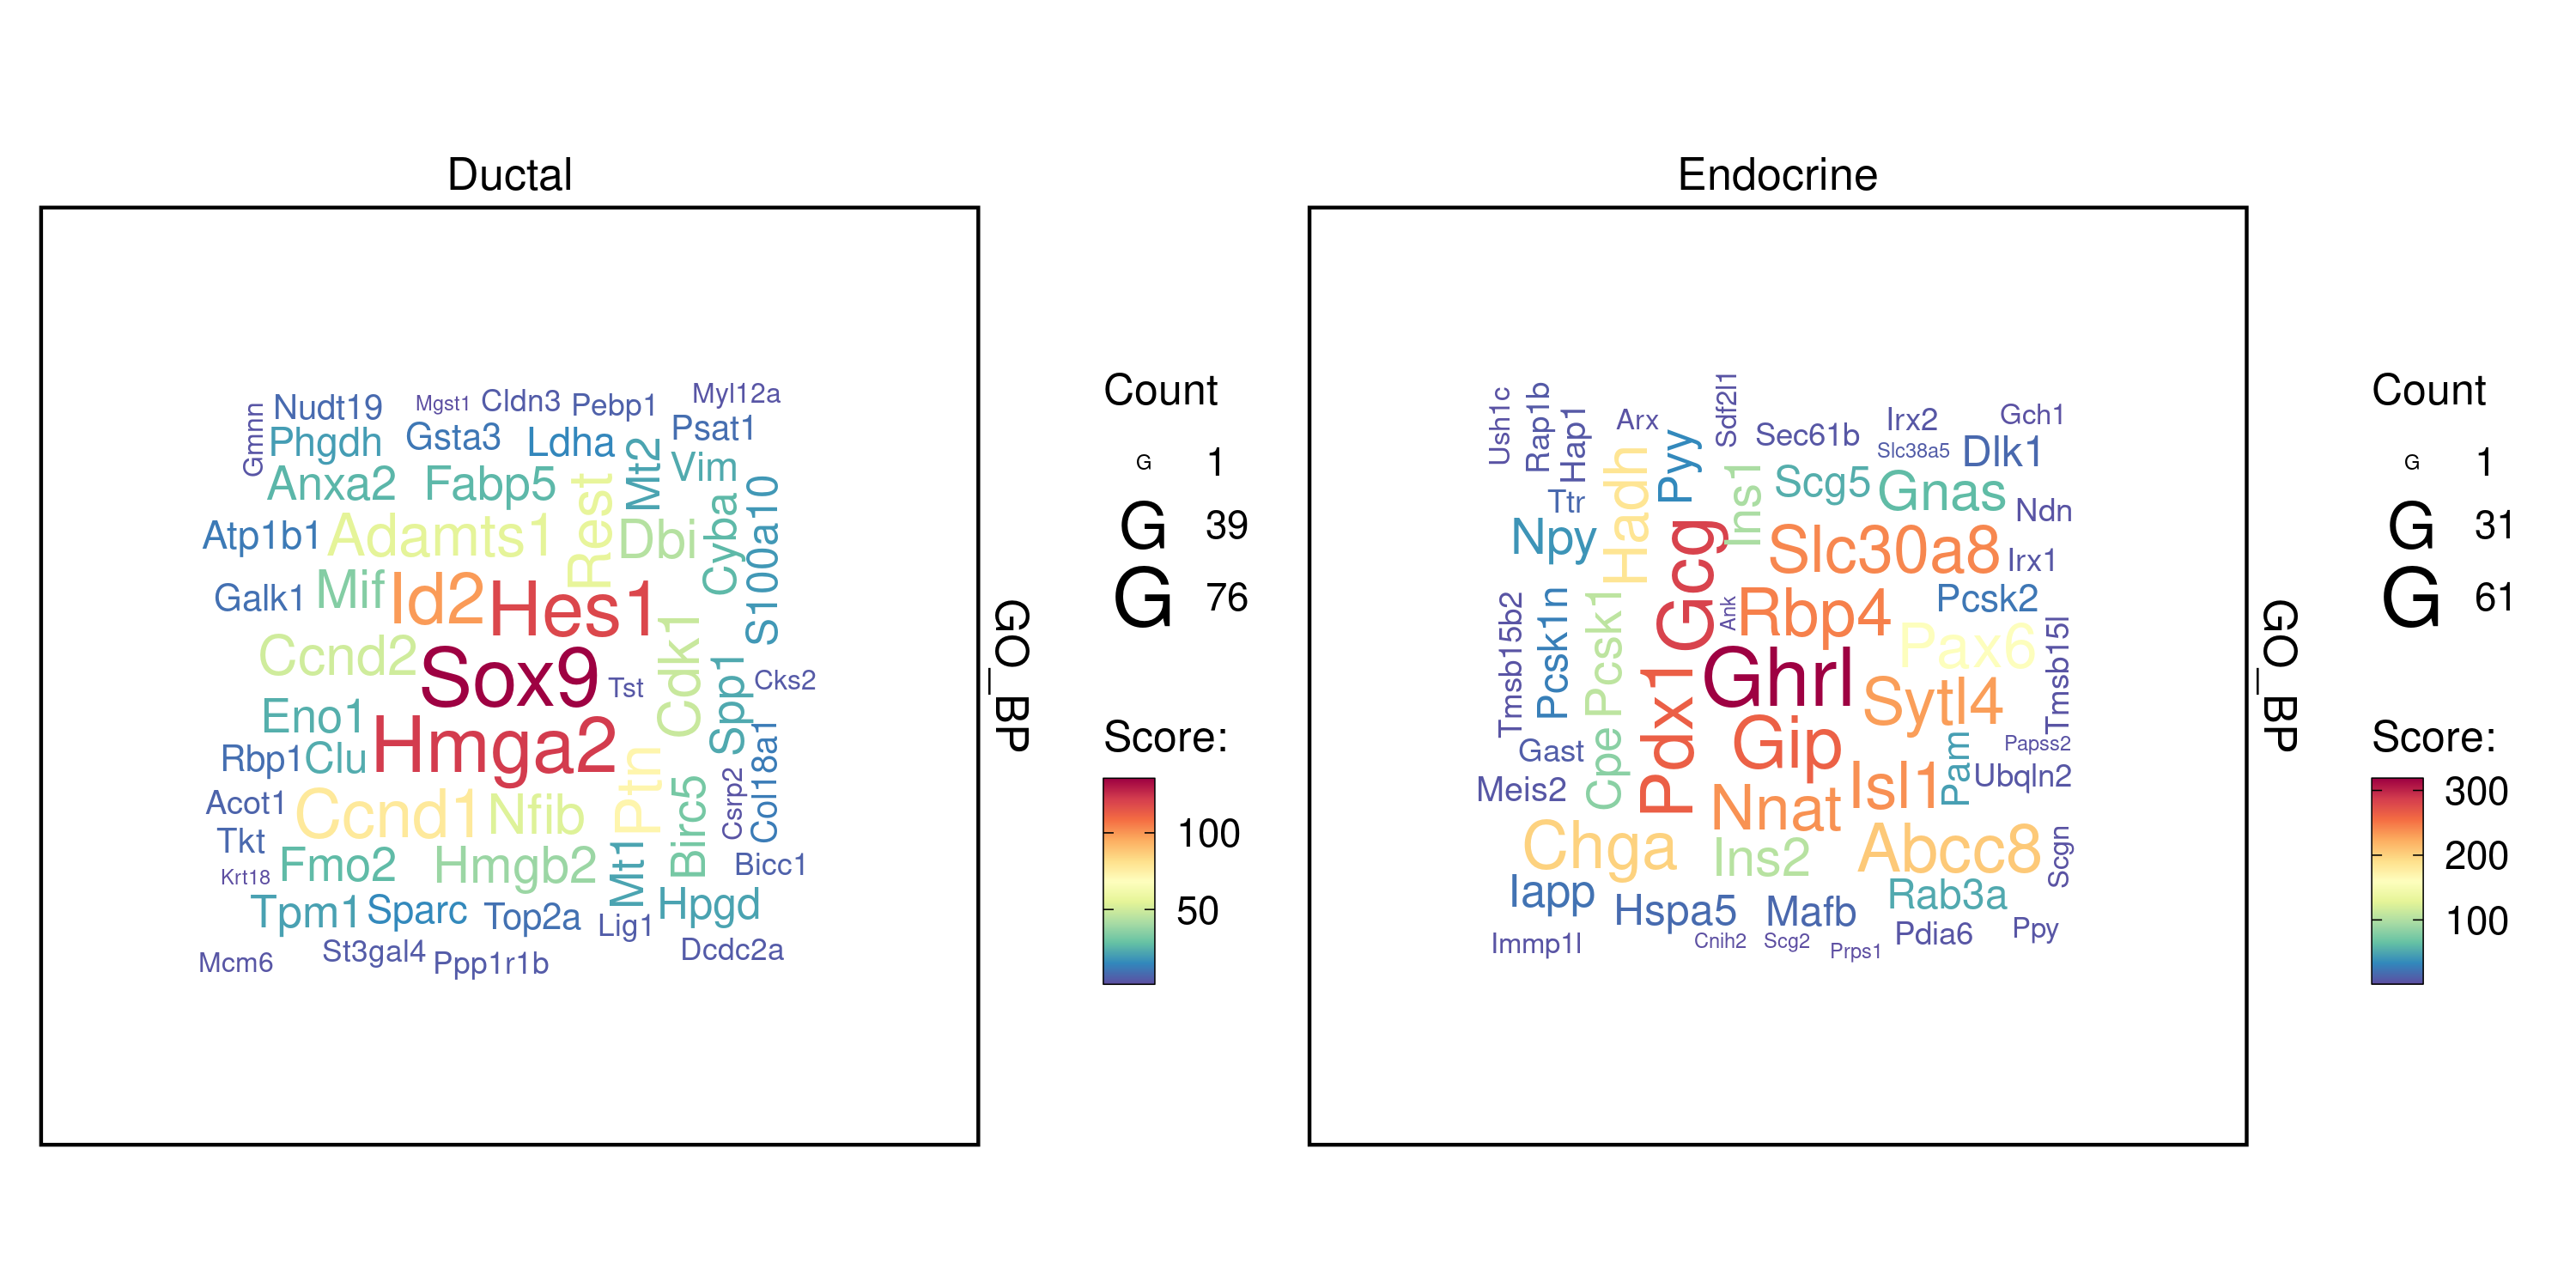 Ductal
Myl12a
Mgst1 Cldn3 Pebp1
Nudt19
Gmnn
Phgdh Gsta3 Ldha Mt2 Psat1
Vim
Anxa2 Fabp5 Rest
Atp1b1 Adamts1 Dbi Cyba S100a10
Galk1 Mif Id2 Hes1
Ccnd2 Sox9 Tst Cdk1 Spp1 Cks2
Eno1
Rbp1 Clu Hmga2 Col18a1
Acot1 Ccnd1 Nfib Ptn Birc5 Csrp2
Tkt
Krt18 Fmo2 Hmgb2 Mt1 Bicc1
Tpm1 Sparc Top2a Lig1 Hpgd
Mcm6 St3gal4 Ppp1r1b Dcdc2a
GO_BP
Count
G 1
G 39
G 76
Score:
100
50
Endocrine
Ush1c Rap1b Hap1 Arx Sdf2l1 Sec61b Irx2 Gch1
Slc38a5 Dlk1
Ttr Hadh Pyy Ins1 Scg5 Gnas Ndn
Npy Gcg Slc30a8 Irx1
Tmsb15b2 Pcsk1n Pcsk1 Ank Rbp4 Pcsk2
Pax6 Tmsb15l
Ghrl Sytl4
Gast Cpe Pdx1 Gip Papss2
Meis2 Nnat Isl1 Pam Ubqln2
Chga Ins2 Abcc8 Scgn
Iapp Hspa5 Mafb Rab3a
Immp1l Cnih2 Scg2 Prps1 Pdia6 Ppy
GO_BP
Count
G 1
G 31
G 61
Score:
300
200
100